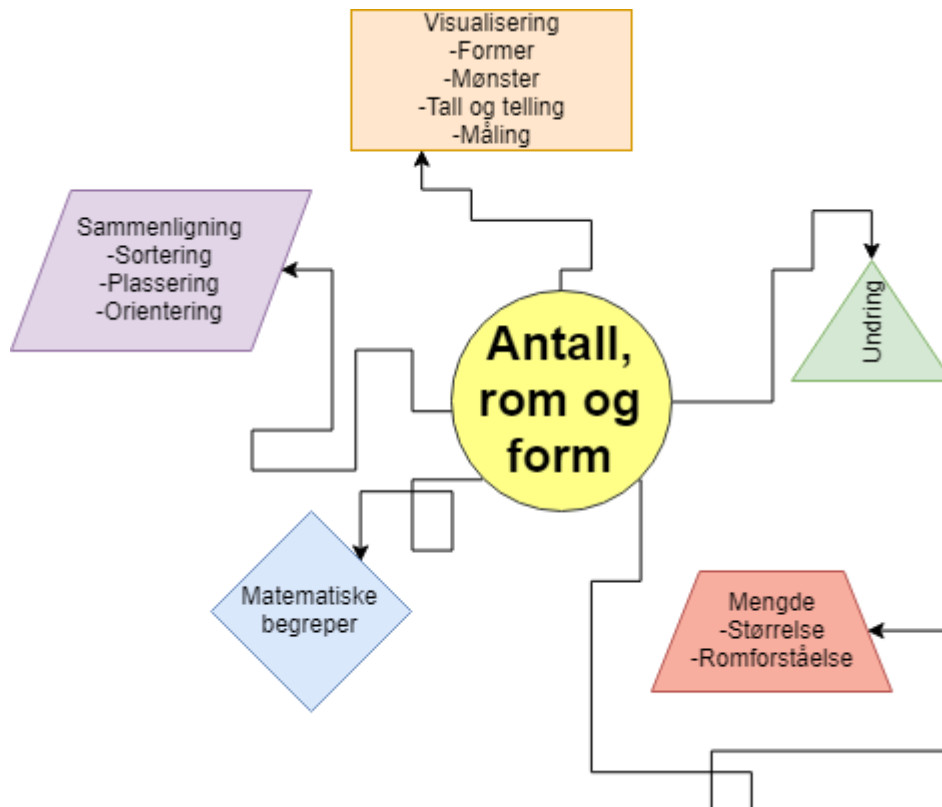 Visualisering
-Former
-Mønster
-Tall og telling
-Måling
Sammenligning
-Sortering
-Plassering
-Orientering
Undring
Antall,
rom og
form
Matematiske
begreper
Mengde
-Størrelse
-Romforståelse